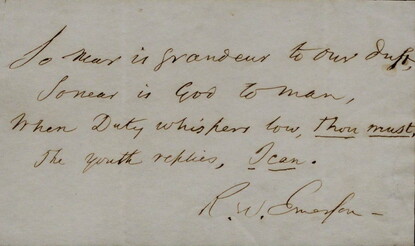 So near is grandeur to our dust,
So near is God to man,
When Duty whispers low, thou must,
The youth replies, I can.
R. W. Emerson